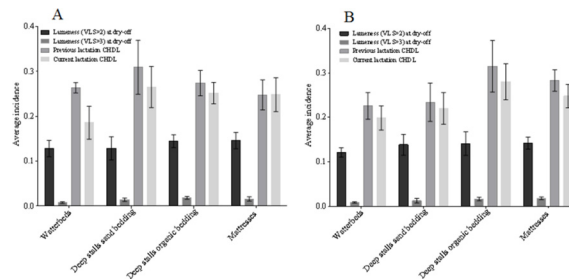 A
Lameness (VLS>2) at dry-off
Lameness (VLS>3) at dry-off
Previous lactation CHDL
Current lactation CHDL
Average incidence
0.4
0.3
0.2
0.1
0.0
Watterbeds
Deep stalls sand bedding
Deep stalls organic bedding
Mattresses
B
Lameness (VLS>2) at dry-off
Lameness (VLS>3) at dry-off
Previous lactation CHDL
Current lactation CHDL
Average incidence
0.4
0.3
0.2
0.1
0.0
Watterbeds
Deep stalls sand bedding
Deep stalls organic bedding
Mattresses